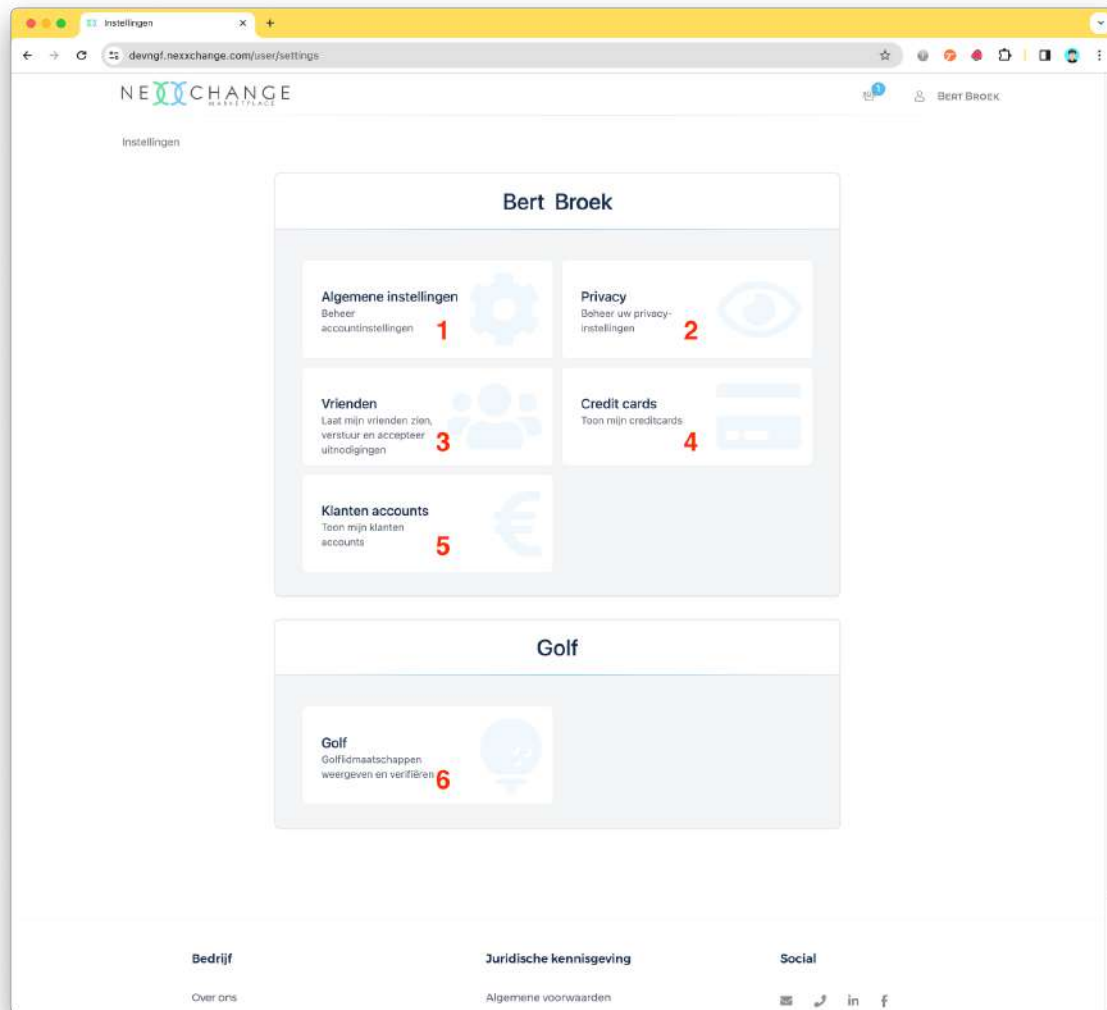 Instellingen
devngf.nexxchange.com/user/settings
NEXXCHANGE
MARKETPLACE
1
BERT BROEK
Instellingen
Bert Broek
Algemene instellingen
Beheer
accountinstellingen
1
Privacy
Beheer uw privacy-
instellingen
2
Vrienden
Laat mijn vrienden zien,
verstuur en accepteer
uitnodigingen
3
Credit cards
Toon mijn creditcards
4
Klanten accounts
Toon mijn klanten
accounts
5
Golf
Golf
Golflidmaatschappen
weergeven en verifiëren
6
Bedrijf
Juridische kennisgeving
Social
Over ons
Algemene voorwaarden